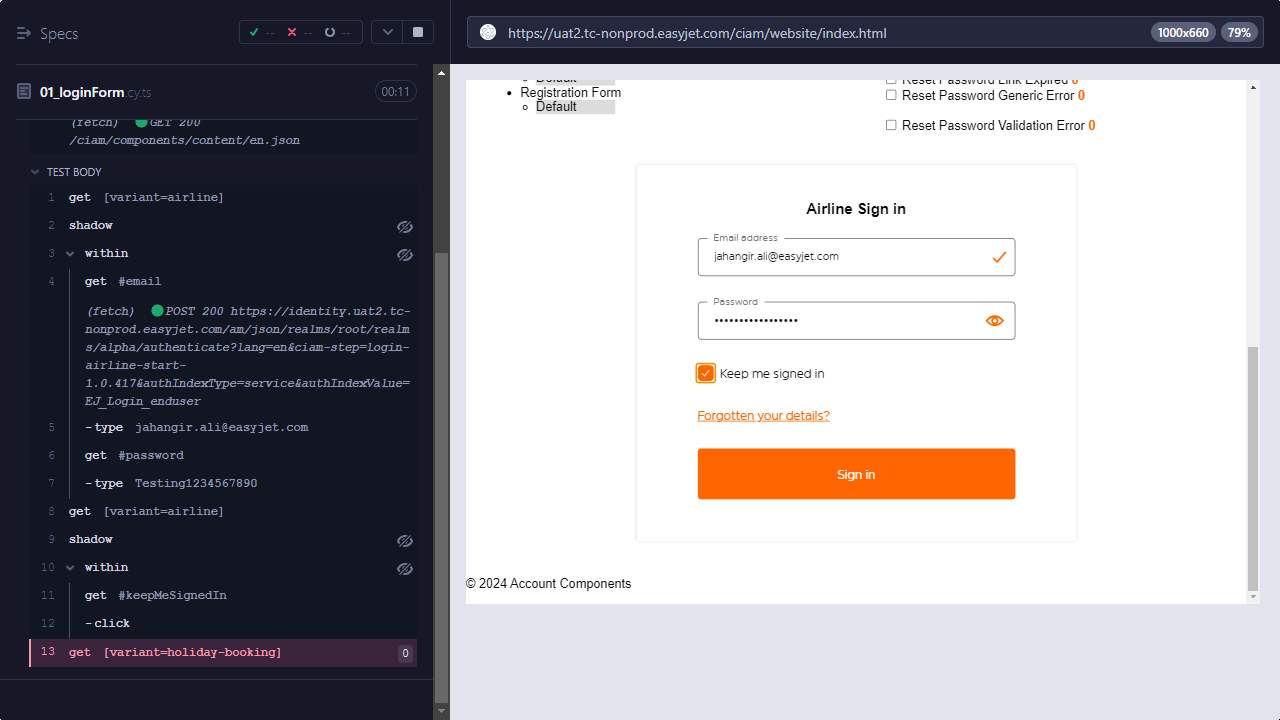 Specs
-- -- --
https://uat2.tc-nonprod.easyjet.com/ciam/website/index.html
1000x660
79%
01_loginForm.cy.ts
00:11
(fetch) GET 200
/ciam/components/content/en.json
TEST BODY
1 get [variant=airline]
2 shadow
3 within
4 get #email
(fetch) POST 200 https://identity.uat2.tc-
nonprod.easyjet.com/am/json/realms/root/realm
s/alpha/authenticate?lang=en&ciam-step=login-
airline-start-
1.0.417&authIndexType=service&authIndexValue=
EJ_Login_enduser
5 -type jahangir.ali@easyjet.com
6 get #password
7 -type Testing1234567890
8 get [variant=airline]
9 shadow
10 within
11 get #keepMeSignedIn
12 -click
13 get [variant=holiday-booking] 0
Default
Registration Form
Default
Reset Password Link Expired 0
Reset Password Generic Error 0
Reset Password Validation Error 0
Airline Sign in
Email address
jahangir.ali@easyjet.com
Password
•••••••••••••••••
Keep me signed in
Forgotten your details?
Sign in
© 2024 Account Components